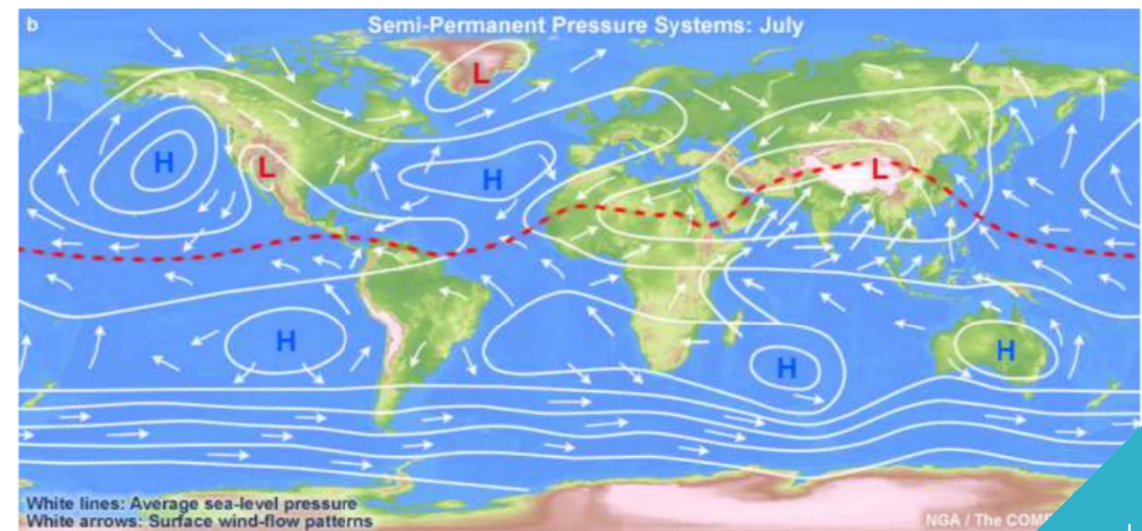 b
Semi-Permanent Pressure Systems: July
L
H
L
H
L
H
H
H
White lines: Average sea-level pressure
White arrows: Surface wind-flow patterns
NGA / The